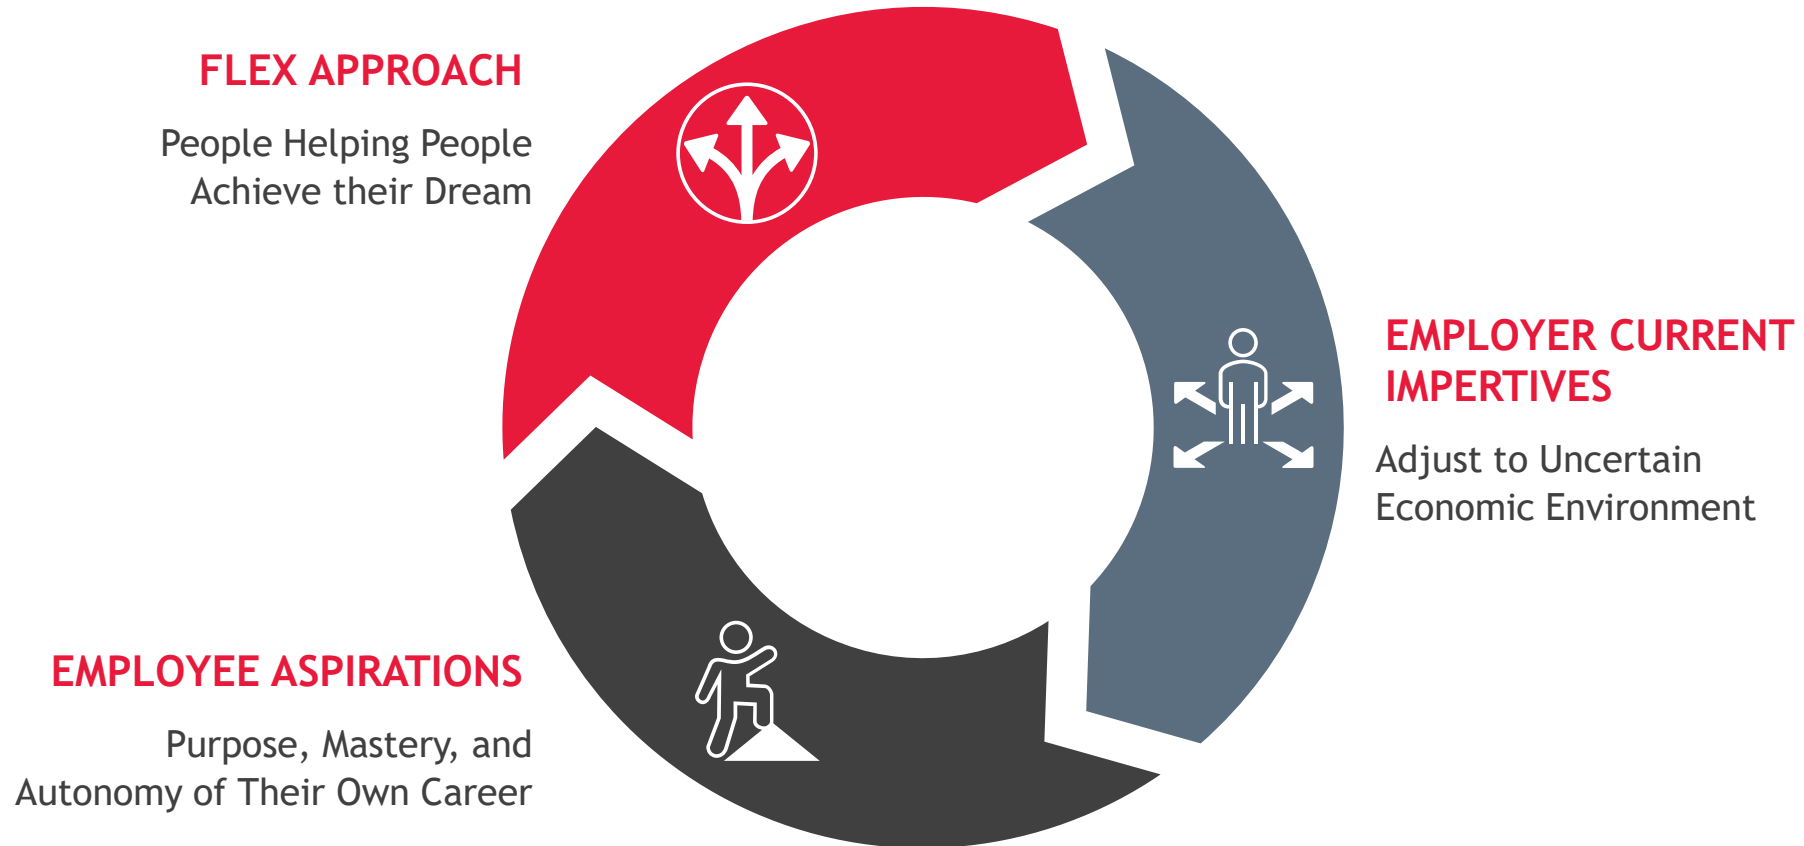 FLEX APPROACH
People Helping People
Achieve their Dream
EMPLOYER CURRENT
IMPERTIVES
Adjust to Uncertain
Economic Environment
EMPLOYEE ASPIRATIONS
Purpose, Mastery, and
Autonomy of Their Own Career